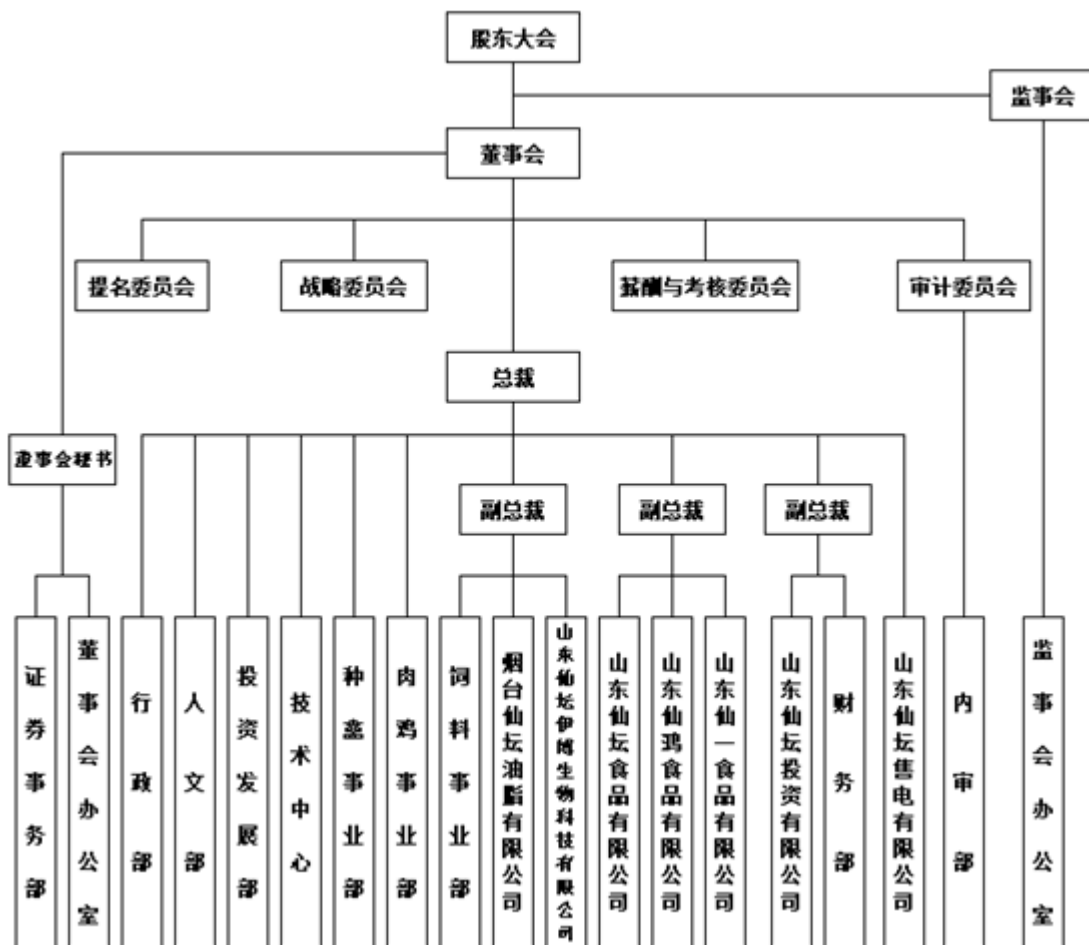 股东大会
监事会
董事会
提名委员会
战略委员会
薪酬与考核委员会
审计委员会
总裁
董事会秘书
副总裁
副总裁
副总裁
证券事务部
董事会办公室
行政部
人文部
投资发展部
技术中心
种禽事业部
肉鸡事业部
饲料事业部
烟台仙坛油脂有限公司
山东仙坛伊博生物科技有限公司
山东仙坛食品有限公司
山东仙鸿食品有限公司
山东仙一食品有限公司
山东仙坛投资有限公司
财务部
山东仙坛售电有限公司
内审部
监事会办公室